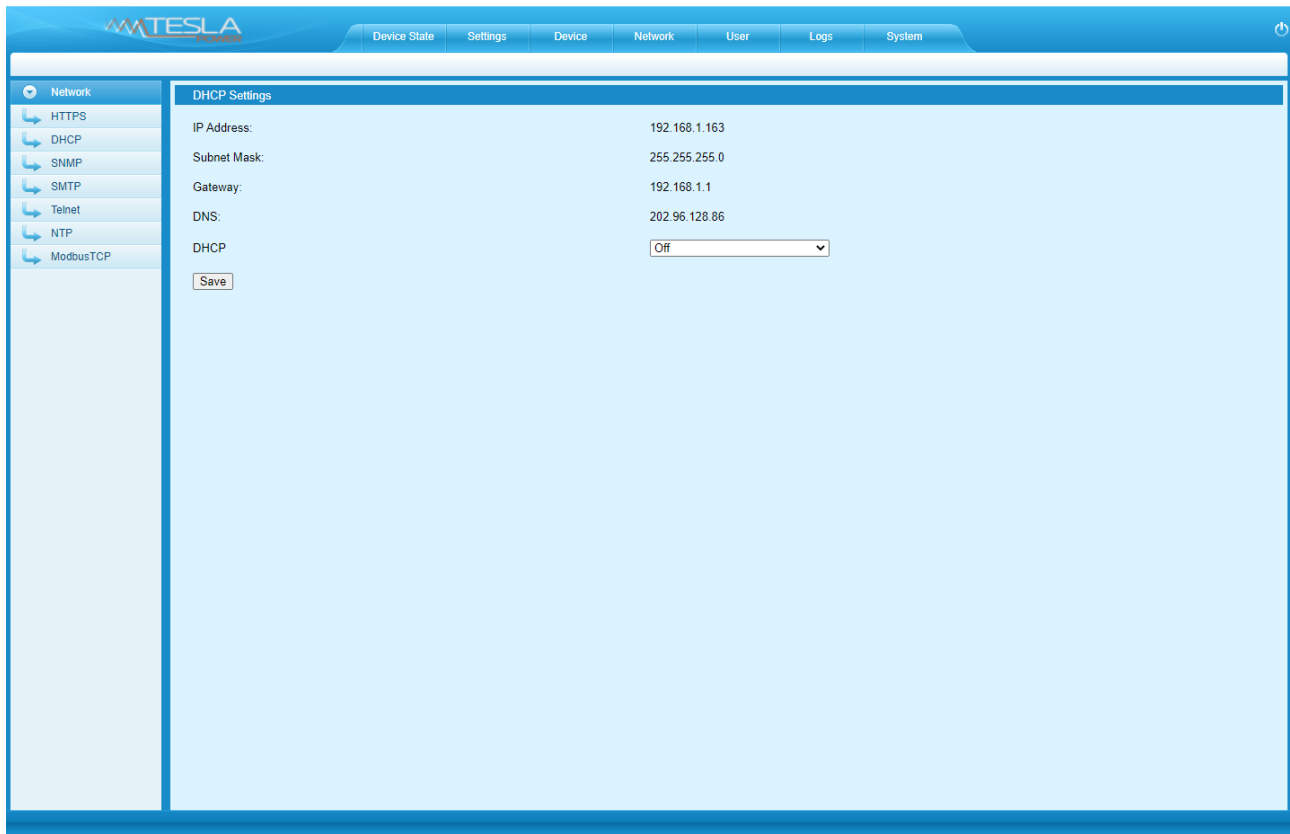 TESLA
POWER
Device State
Settings
Device
Network
User
Logs
System
Network
HTTPS
DHCP
SNMP
SMTP
Telnet
NTP
ModbusTCP
DHCP Settings
IP Address: 192.168.1.163
Subnet Mask: 255.255.255.0
Gateway: 192.168.1.1
DNS: 202.96.128.86
DHCP Off
Save